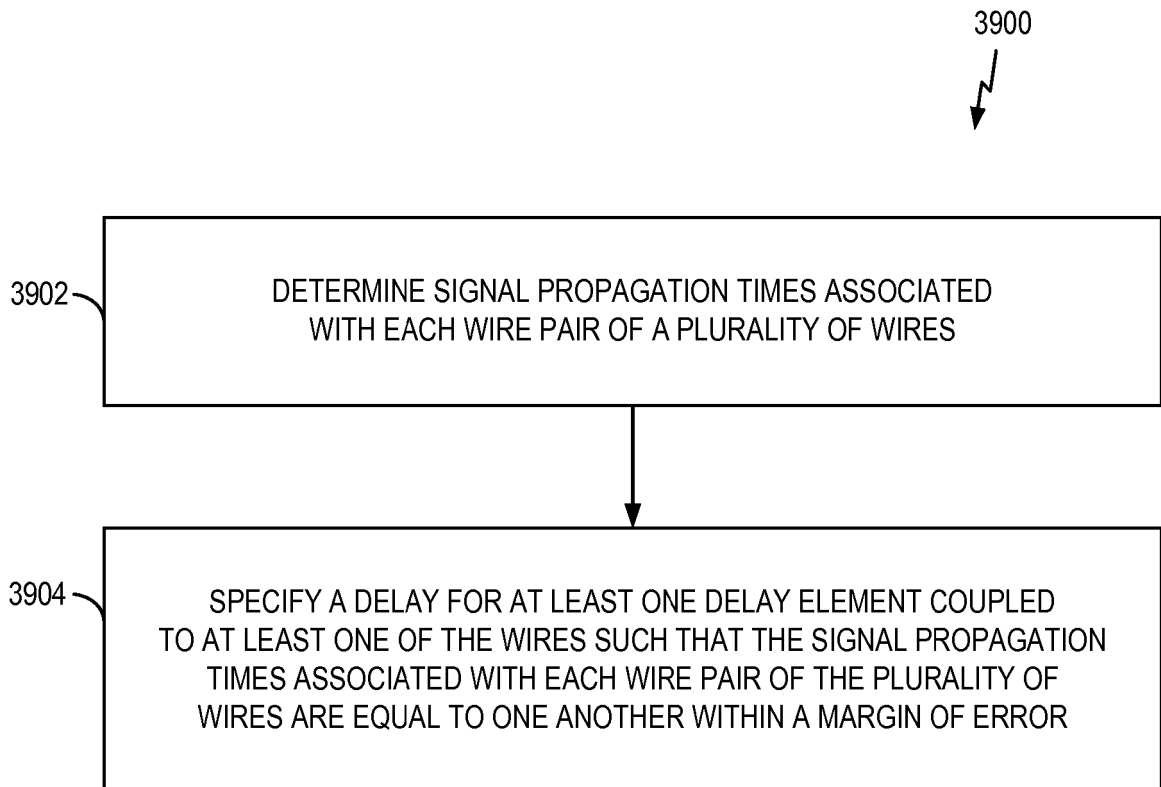 3900
3902
DETERMINE SIGNAL PROPAGATION TIMES ASSOCIATED
WITH EACH WIRE PAIR OF A PLURALITY OF WIRES
3904
SPECIFY A DELAY FOR AT LEAST ONE DELAY ELEMENT COUPLED
TO AT LEAST ONE OF THE WIRES SUCH THAT THE SIGNAL PROPAGATION
TIMES ASSOCIATED WITH EACH WIRE PAIR OF THE PLURALITY OF
WIRES ARE EQUAL TO ONE ANOTHER WITHIN A MARGIN OF ERROR